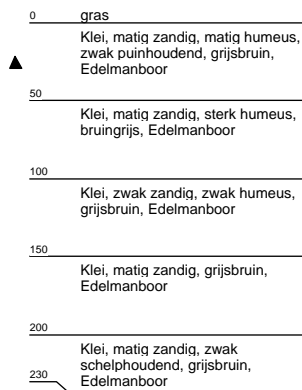 0 gras
Klei, matig zandig, matig humeus,
zwak puinhoudend, grijsbruin,
Edelmanboor
50
Klei, matig zandig, sterk humeus,
bruingrijs, Edelmanboor
100
Klei, zwak zandig, zwak humeus,
grijsbruin, Edelmanboor
150
Klei, matig zandig, grijsbruin,
Edelmanboor
200
Klei, matig zandig, zwak
schelphoudend, grijsbruin,
230 Edelmanboor